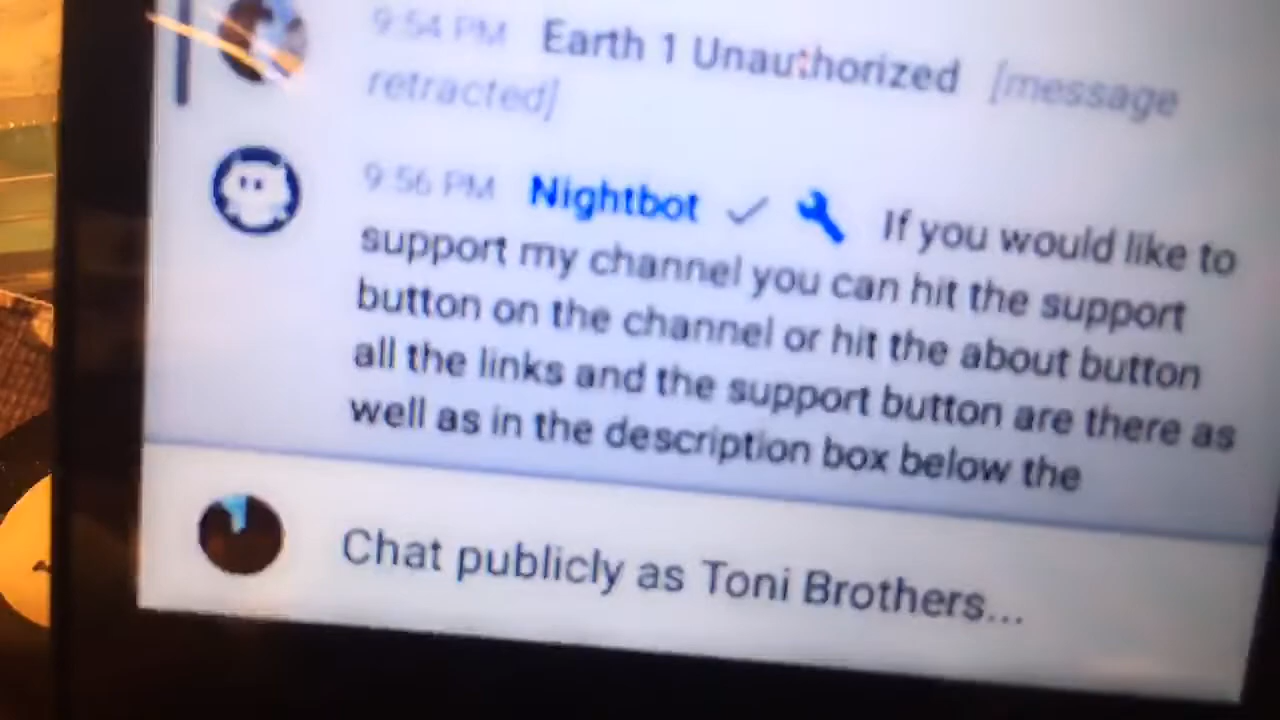 9:54 PM Earth 1 Unauthorized [message
retracted]
9:56 PM Nightbot If you would like to
support my channel you can hit the support
button on the channel or hit the about button
all the links and the support button are there as
well as in the description box below the
Chat publicly as Toni Brothers...